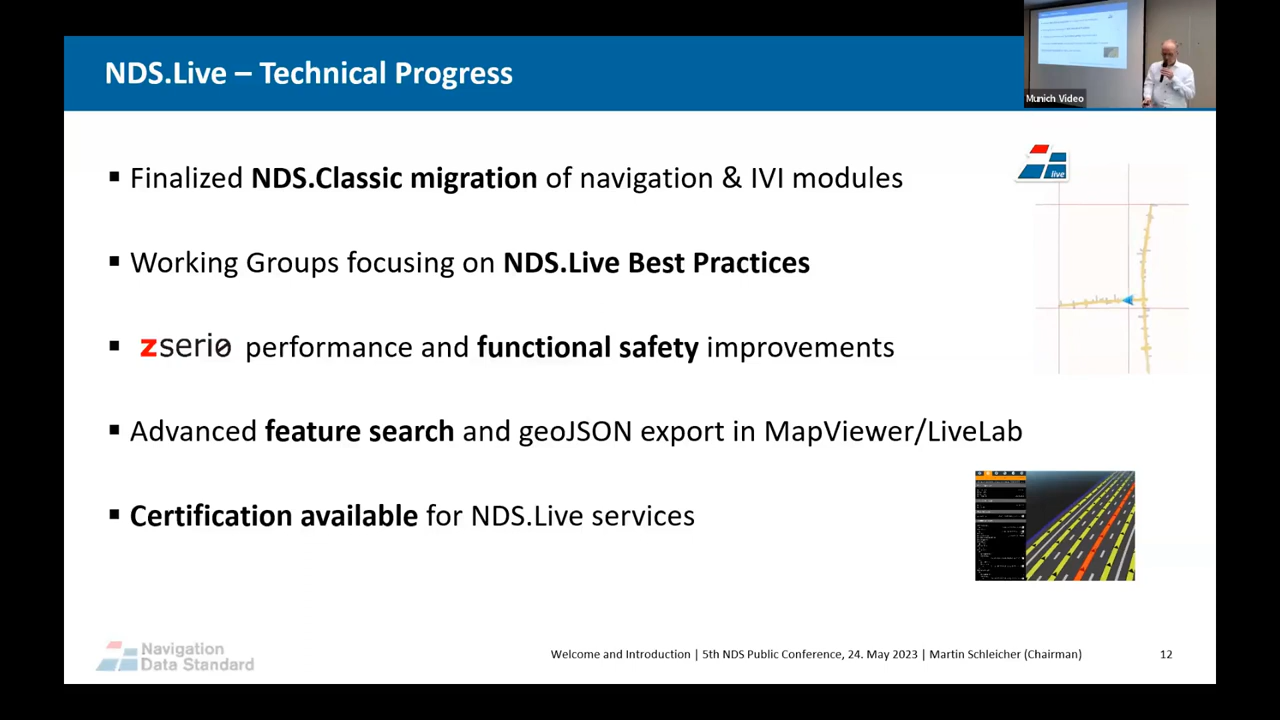 NDS.Live – Technical Progress
Munich Video
▪ Finalized NDS.Classic migration of navigation & IVI modules
live
▪ Working Groups focusing on NDS.Live Best Practices
▪ zserio performance and functional safety improvements
▪ Advanced feature search and geoJSON export in MapViewer/LiveLab
▪ Certification available for NDS.Live services
Navigation
Data Standard
Welcome and Introduction | 5th NDS Public Conference, 24. May 2023 | Martin Schleicher (Chairman)
12